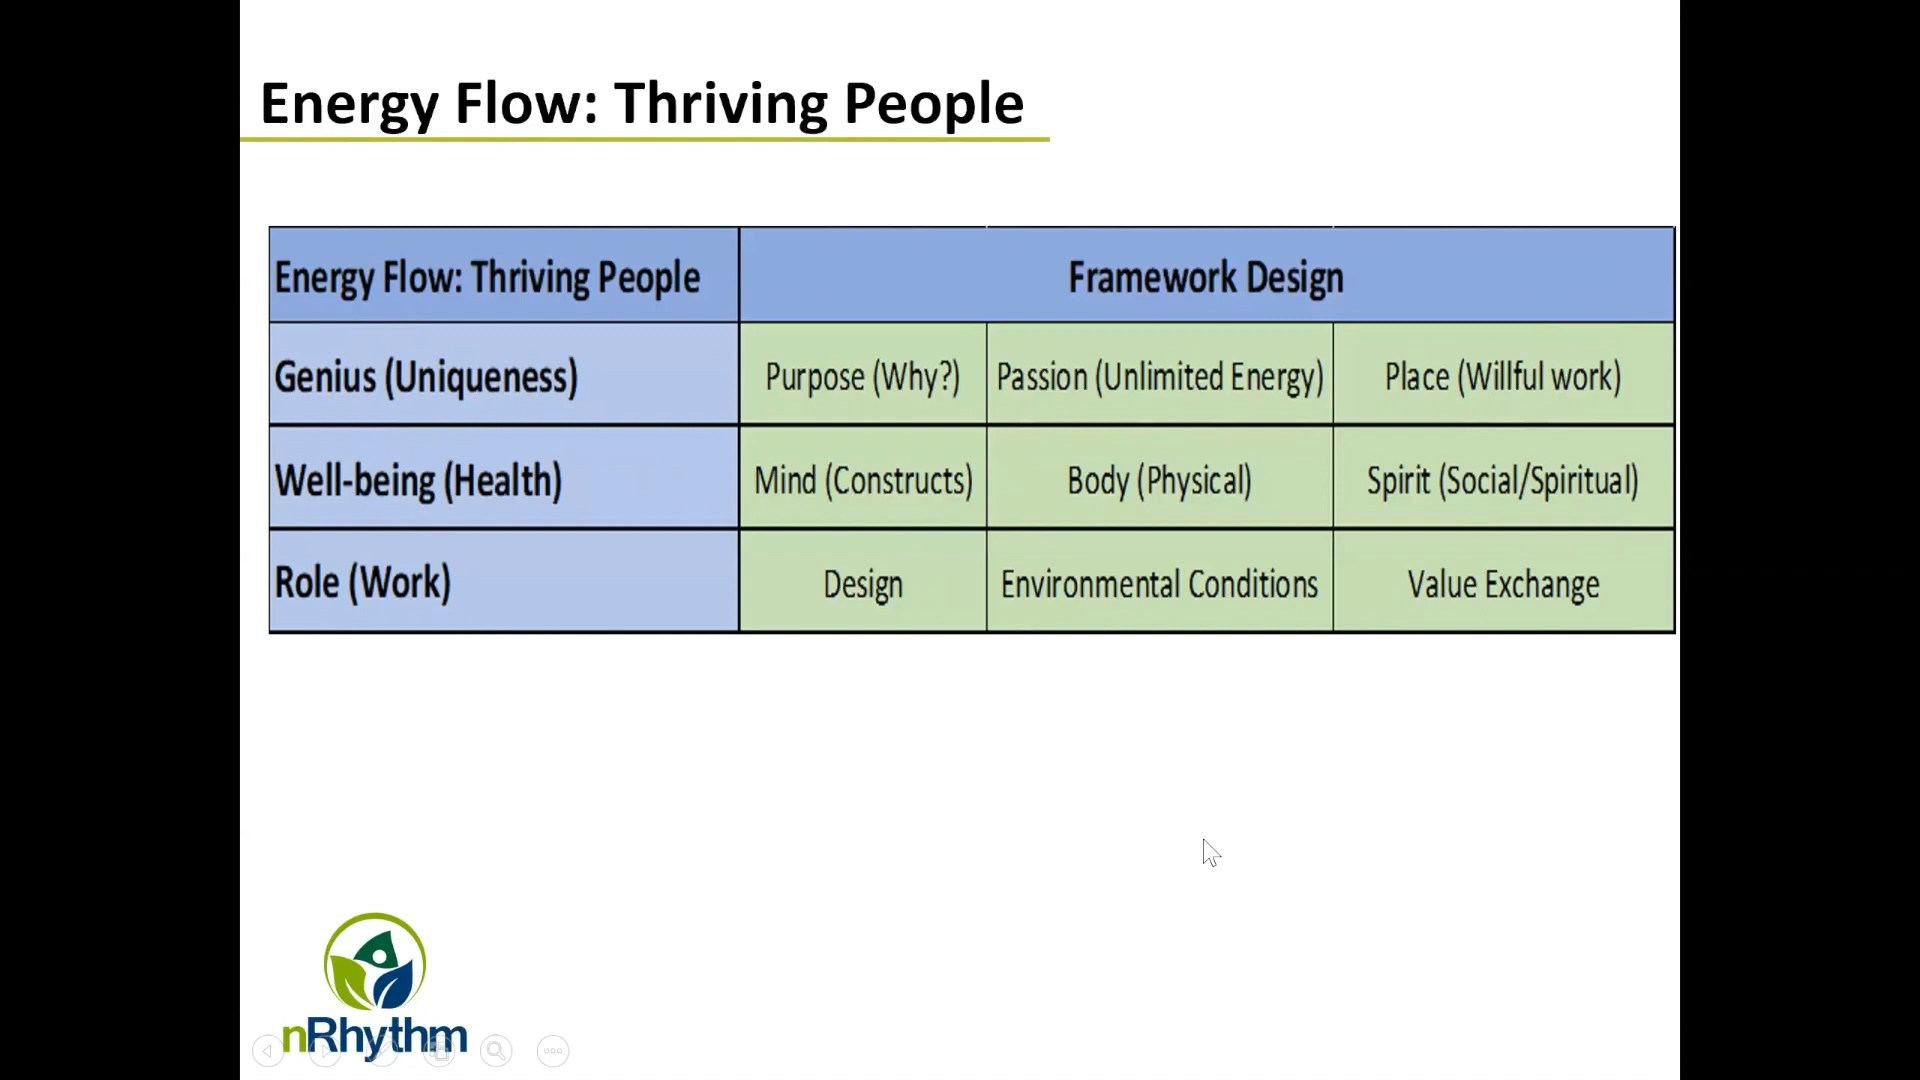 Energy Flow: Thriving People
Energy Flow: Thriving People Framework Design
Genius (Uniqueness) Purpose (Why?) Passion (Unlimited Energy) Place (Willful work)
Well-being (Health) Mind (Constructs) Body (Physical) Spirit (Social/Spiritual)
Role (Work) Design Environmental Conditions Value Exchange
nRhythm